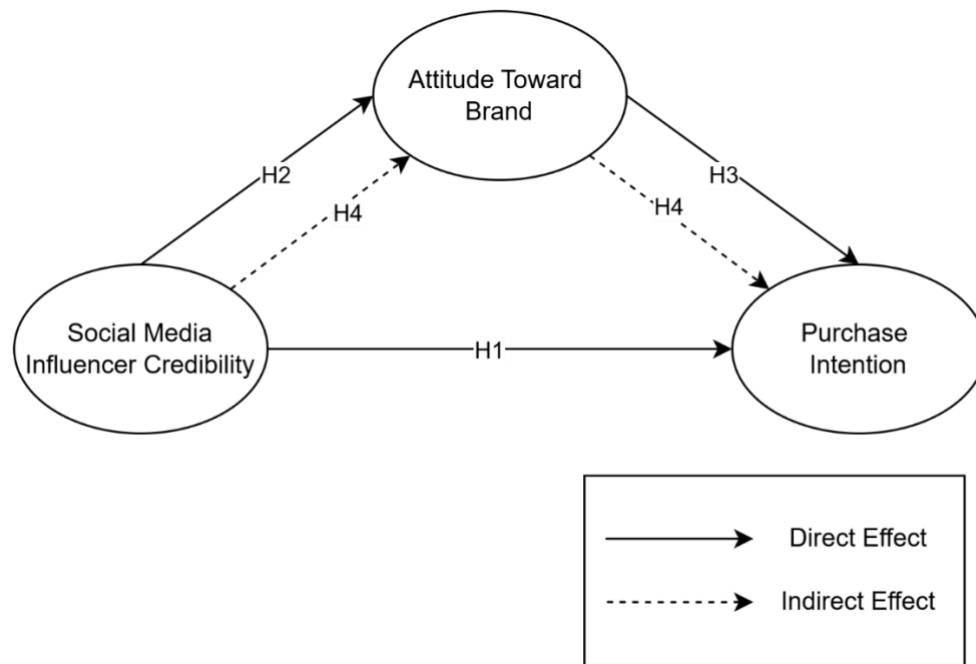 Attitude Toward
Brand
H2
H3
H4
H4
Social Media
Influencer Credibility
H1
Purchase
Intention
Direct Effect
Indirect Effect